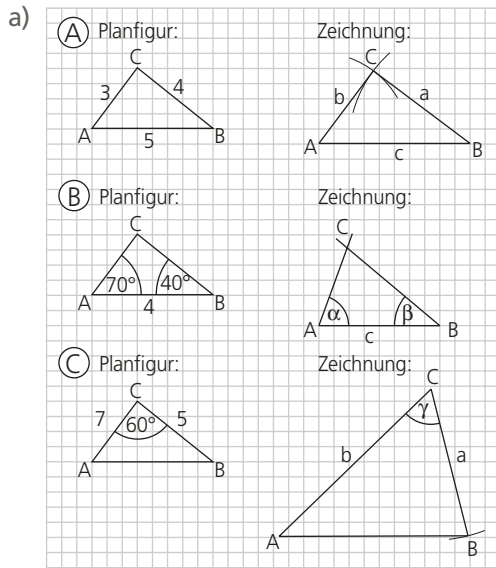 a)
A Planfigur: Zeichnung:
C C
3 4 b a
A 5 B A c B
B Planfigur: Zeichnung:
C C
70° 40° α β
A 4 B A c B
C Planfigur: Zeichnung:
C C
7 60° 5 γ
b a
A B
A B